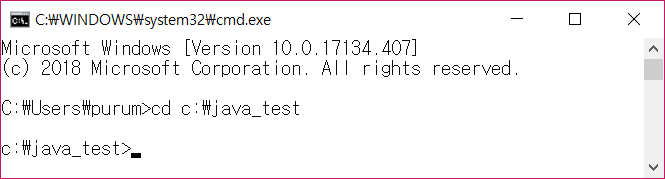 C:₩WINDOWS₩system32₩cmd.exe
Microsoft Windows [Version 10.0.17134.407]
(c) 2018 Microsoft Corporation. All rights reserved.
C:₩Users₩purum>cd c:₩java_test
c:₩java_test>